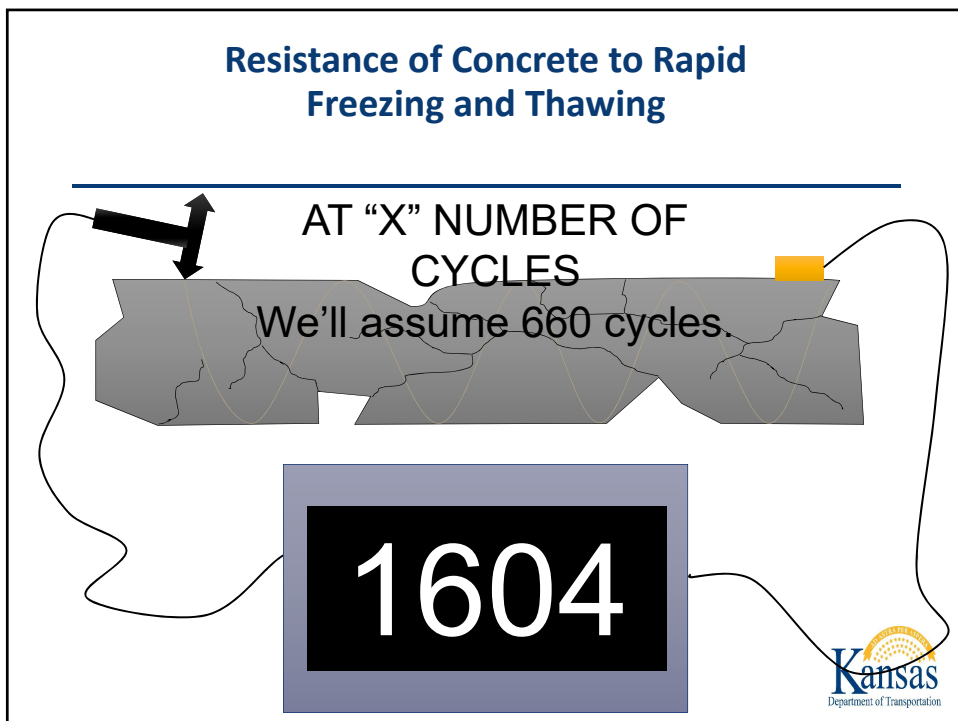 Resistance of Concrete to Rapid
Freezing and Thawing
AT “X” NUMBER OF
CYCLES
We’ll assume 660 cycles.
1604
Kansas
Department of Transportation